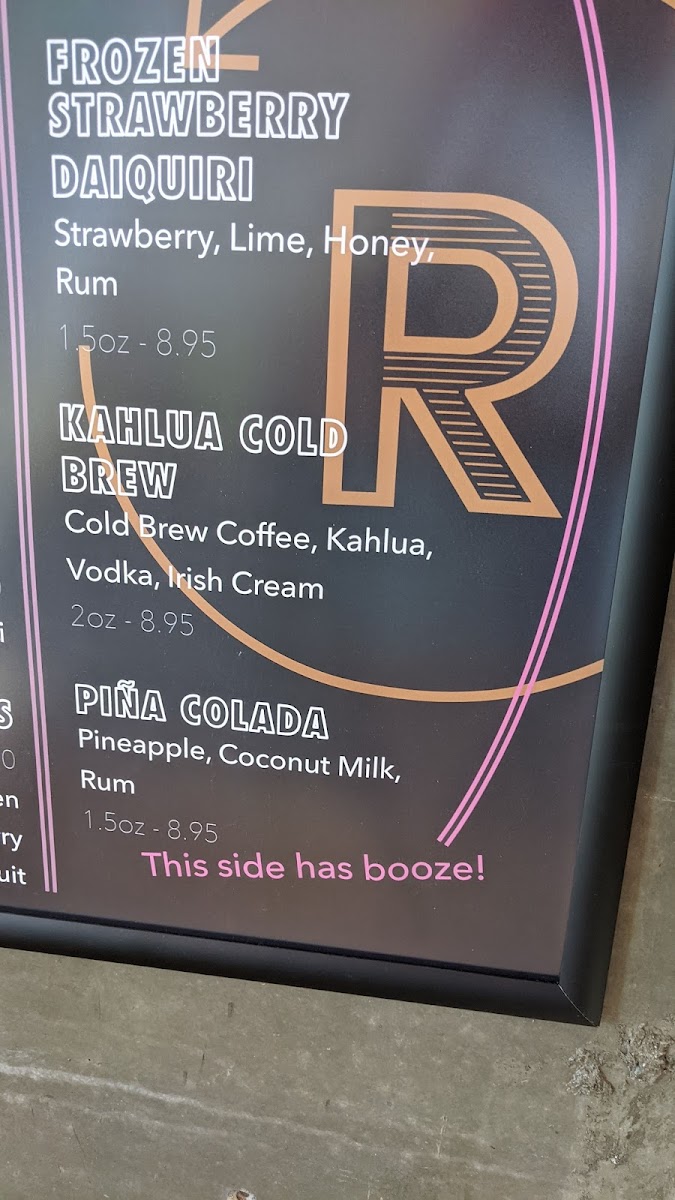 FROZEN
STRAWBERRY
DAIQUIRI
Strawberry, Lime, Honey,
Rum
1.5oz - 8.95
R
KAHLUA COLD
BREW
Cold Brew Coffee, Kahlua,
Vodka, Irish Cream
2oz - 8.95
PIÑA COLADA
Pineapple, Coconut Milk,
Rum
1.5oz - 8.95
This side has booze!